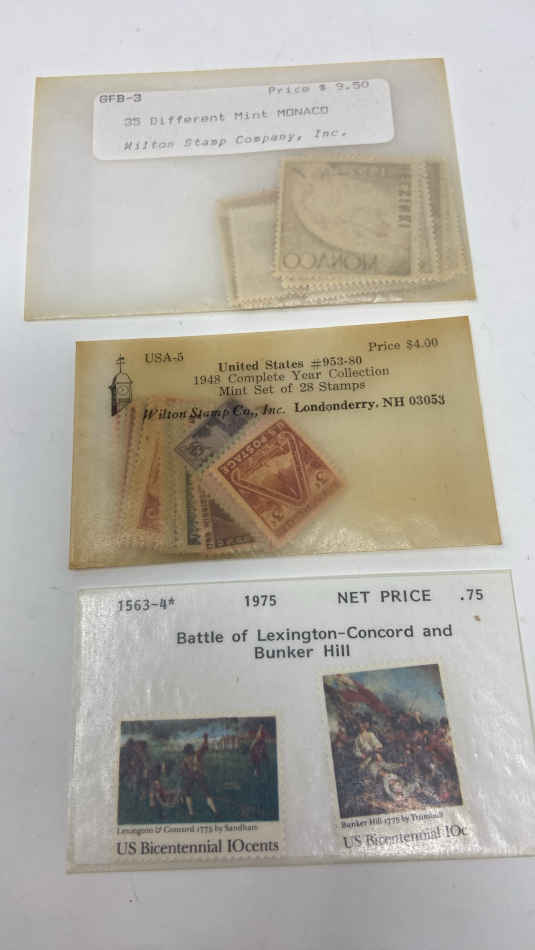 GFB-3
Price $ 9.50
35 Different Mint MONACO
Wilton Stamp Company, Inc.
MONACO
USA-5
Price $4.00
United States #953-80
1948 Complete Year Collection
Mint Set of 28 Stamps
Wilton Stamp Co., Inc. Londonderry, NH 03053
U.S. POSTAGE
3¢
1563-4*
1975
NET PRICE .75
Battle of Lexington-Concord and
Bunker Hill
Lexington & Concord 1775 by Sandham
US Bicentennial 10cents
Bunker Hill 1775 by Trumbull
US Bicentennial 10c